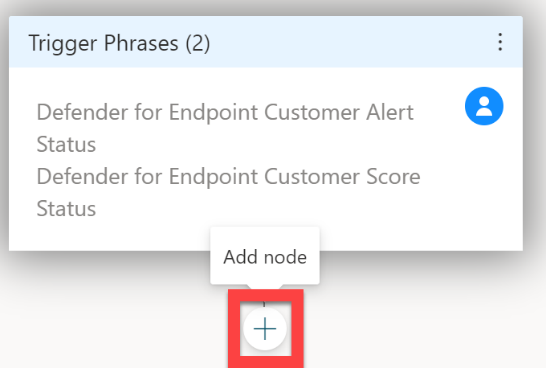 Trigger Phrases (2)
Defender for Endpoint Customer Alert
Status
Defender for Endpoint Customer Score
Status
Add node